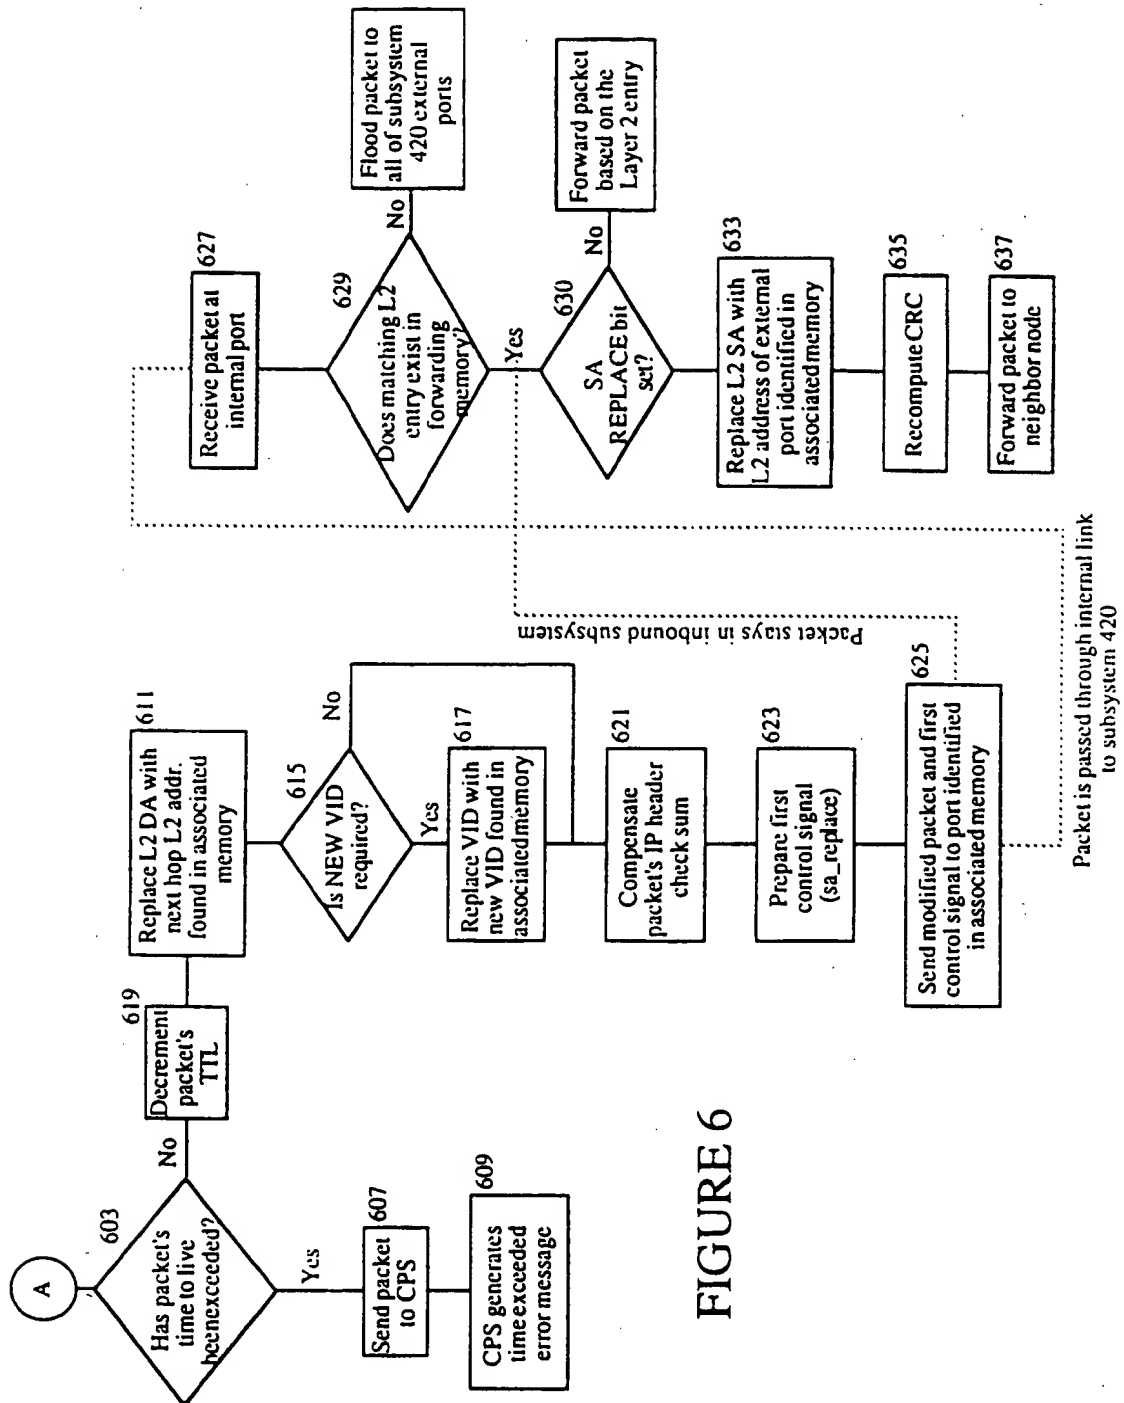 A
603
Has packet's
time to live
beenexceeded?
No
Yes
607
Send packet
to CPS
609
CPS generates
time exceeded
error message
619
Decrement
packet's
TTL
611
Replace L2 DA with
next hop L2 addr.
found in associated
memory
615
Is NEW VID
required?
No
Yes
617
Replace VID with
new VID found in
associated memory
621
Compensate
packet's IP header
check sum
623
Prepare first
control signal
(sa_replace)
625
Send modified packet and first
control signal to port identified
in associated memory
Packet stays in inbound subsystem
Packet is passed through internal link
to subsystem 420
627
Receive packet at
internal port
629
Does matching L2
entry exist in
forwarding
memory?
No
Flood packet to
all of subsystem
420 external
ports
Yes
630
SA
REPLACE bit
set?
No
Forward packet
based on the
Layer 2 entry
633
Replace L2 SA with
L2 address of external
port identified in
associated memory
635
Recompute CRC
637
Forward packet to
neighbor node
FIGURE 6